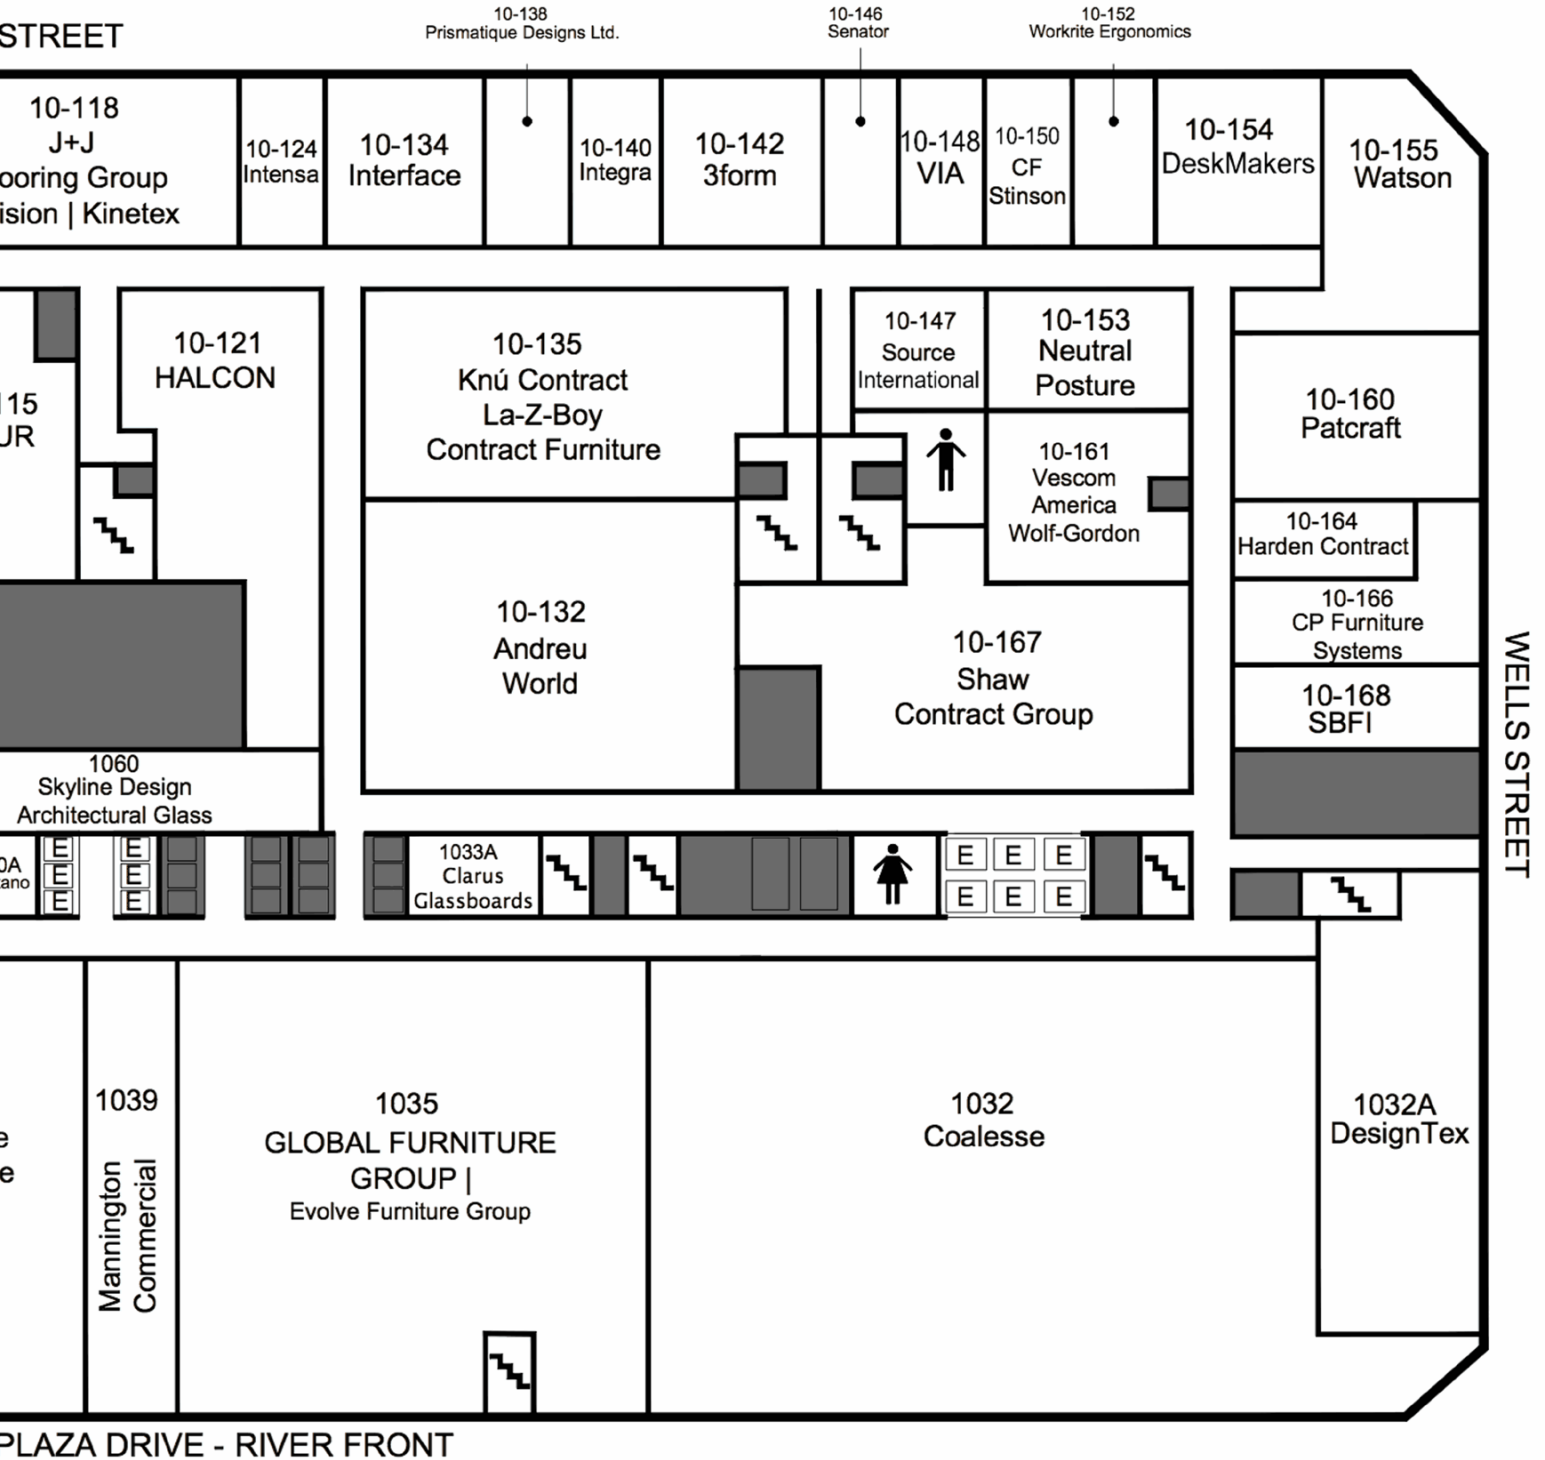 STREET
10-138
Prismatique Designs Ltd.
10-146
Senator
10-152
Workrite Ergonomics
10-118
J+J
ooring Group
ision | Kinetex
10-124
Intensa
10-134
Interface
10-140
Integra
10-142
3form
10-148
VIA
10-150
CF
Stinson
10-154
DeskMakers
10-155
Watson
115
UR
10-121
HALCON
10-135
Knú Contract
La-Z-Boy
Contract Furniture
10-147
Source
International
10-153
Neutral
Posture
10-161
Vescom
America
Wolf-Gordon
10-160
Patcraft
10-164
Harden Contract
10-166
CP Furniture
Systems
10-168
SBFI
10-132
Andreu
World
10-167
Shaw
Contract Group
WELLS STREET
1060
Skyline Design
Architectural Glass
0A
tano
E
E
E
E
E
E
1033A
Clarus
Glassboards
E E E
E E E
1039
Mannington
Commercial
e
e
1035
GLOBAL FURNITURE
GROUP |
Evolve Furniture Group
1032
Coalesse
1032A
DesignTex
PLAZA DRIVE - RIVER FRONT